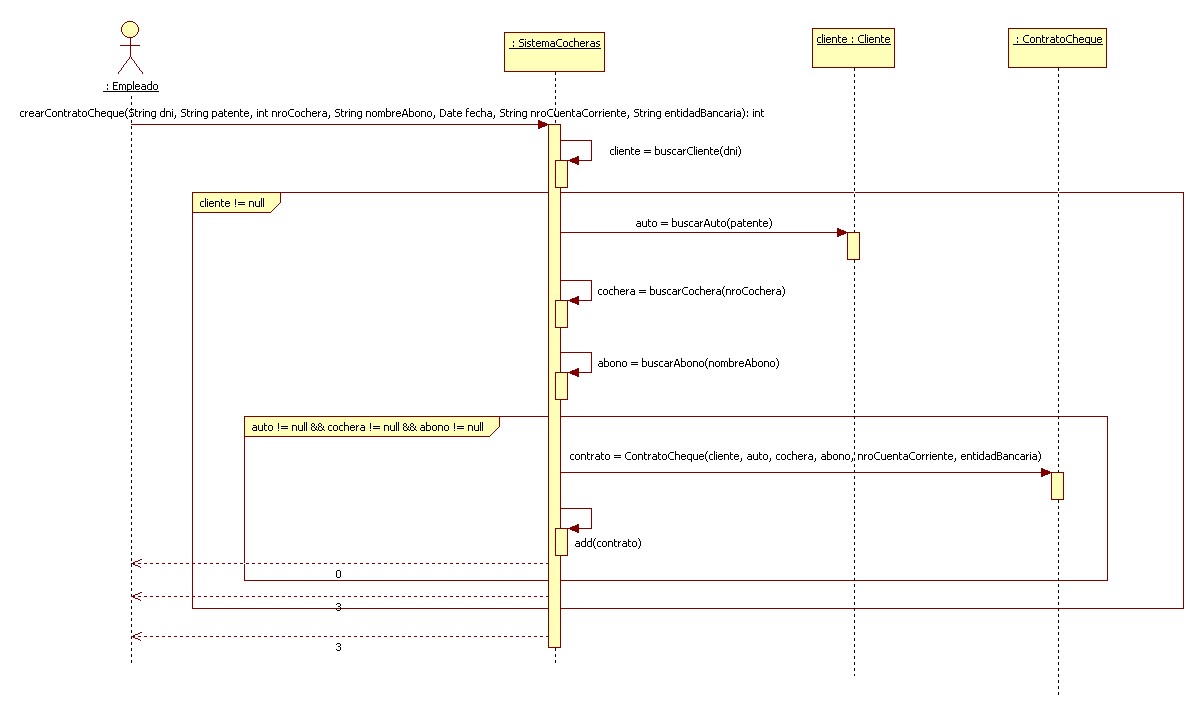 : Empleado
: SistemaCocheras
cliente : Cliente
: ContratoCheque
crearContratoCheque(String dni, String patente, int nroCochera, String nombreAbono, Date fecha, String nroCuentaCorriente, String entidadBancaria): int
cliente = buscarCliente(dni)
cliente != null
auto = buscarAuto(patente)
cochera = buscarCochera(nroCochera)
abono = buscarAbono(nombreAbono)
auto != null && cochera != null && abono != null
contrato = ContratoCheque(cliente, auto, cochera, abono, nroCuentaCorriente, entidadBancaria)
add(contrato)
0
3
3